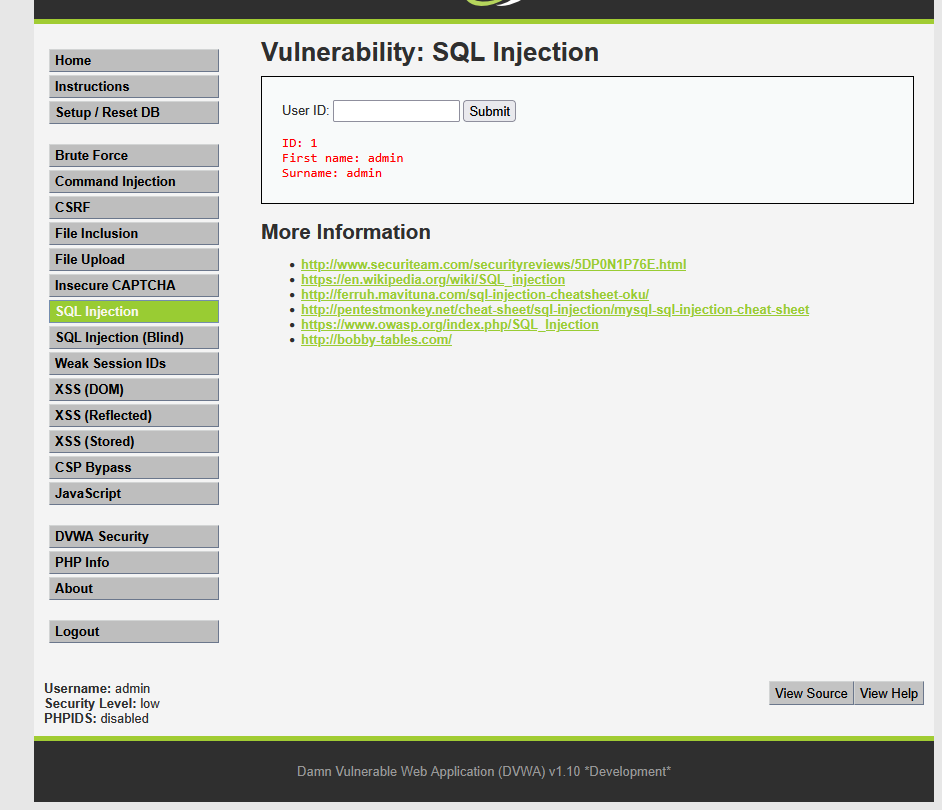 Home
Instructions
Setup / Reset DB
Brute Force
Command Injection
CSRF
File Inclusion
File Upload
Insecure CAPTCHA
SQL Injection
SQL Injection (Blind)
Weak Session IDs
XSS (DOM)
XSS (Reflected)
XSS (Stored)
CSP Bypass
JavaScript
DVWA Security
PHP Info
About
Logout
Vulnerability: SQL Injection
User ID: Submit
ID: 1
First name: admin
Surname: admin
More Information
http://www.securiteam.com/securityreviews/5DP0N1P76E.html
https://en.wikipedia.org/wiki/SQL_injection
http://ferruh.mavituna.com/sql-injection-cheatsheet-oku/
http://pentestmonkey.net/cheat-sheet/sql-injection/mysql-sql-injection-cheat-sheet
https://www.owasp.org/index.php/SQL_Injection
http://bobby-tables.com/
Username: admin
Security Level: low
PHPIDS: disabled
View Source View Help
Damn Vulnerable Web Application (DVWA) v1.10 *Development*